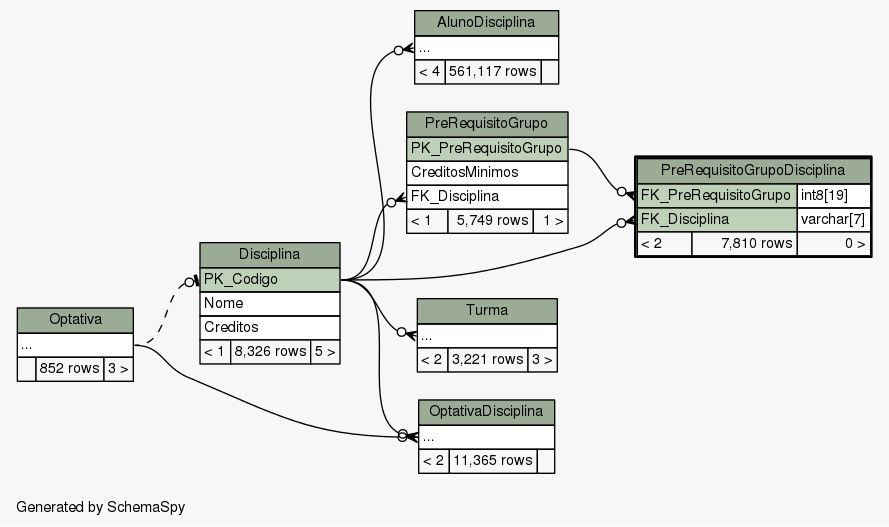 AlunoDisciplina
...
< 4 561,117 rows
PreRequisitoGrupo
PK_PreRequisitoGrupo
CreditosMinimos
FK_Disciplina
< 1 5,749 rows 1 >
PreRequisitoGrupoDisciplina
FK_PreRequisitoGrupo int8[19]
FK_Disciplina varchar[7]
< 2 7,810 rows 0 >
Disciplina
PK_Codigo
Nome
Creditos
< 1 8,326 rows 5 >
Optativa
...
852 rows 3 >
Turma
...
< 2 3,221 rows 3 >
OptativaDisciplina
...
< 2 11,365 rows
Generated by SchemaSpy